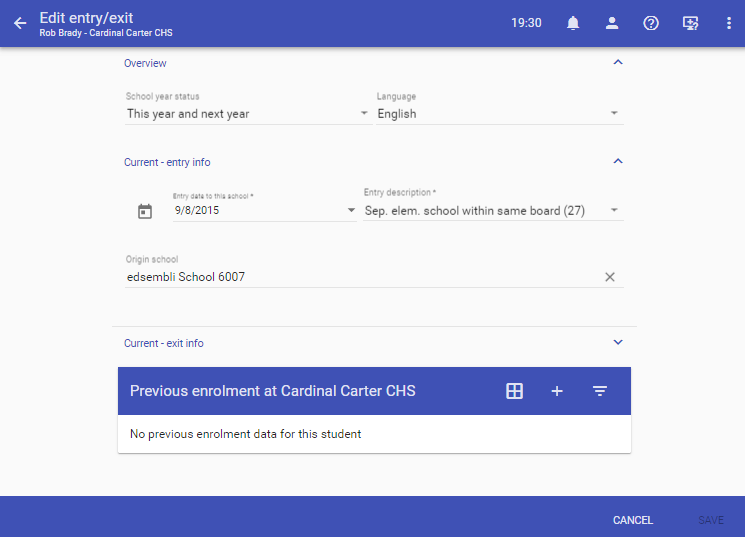 Edit entry/exit
Rob Brady - Cardinal Carter CHS
19:30
Overview
School year status
Language
This year and next year
English
Current - entry info
Entry date to this school *
Entry description *
9/8/2015
Sep. elem. school within same board (27)
Origin school
edsembli School 6007
Current - exit info
Previous enrolment at Cardinal Carter CHS
No previous enrolment data for this student
CANCEL
SAVE